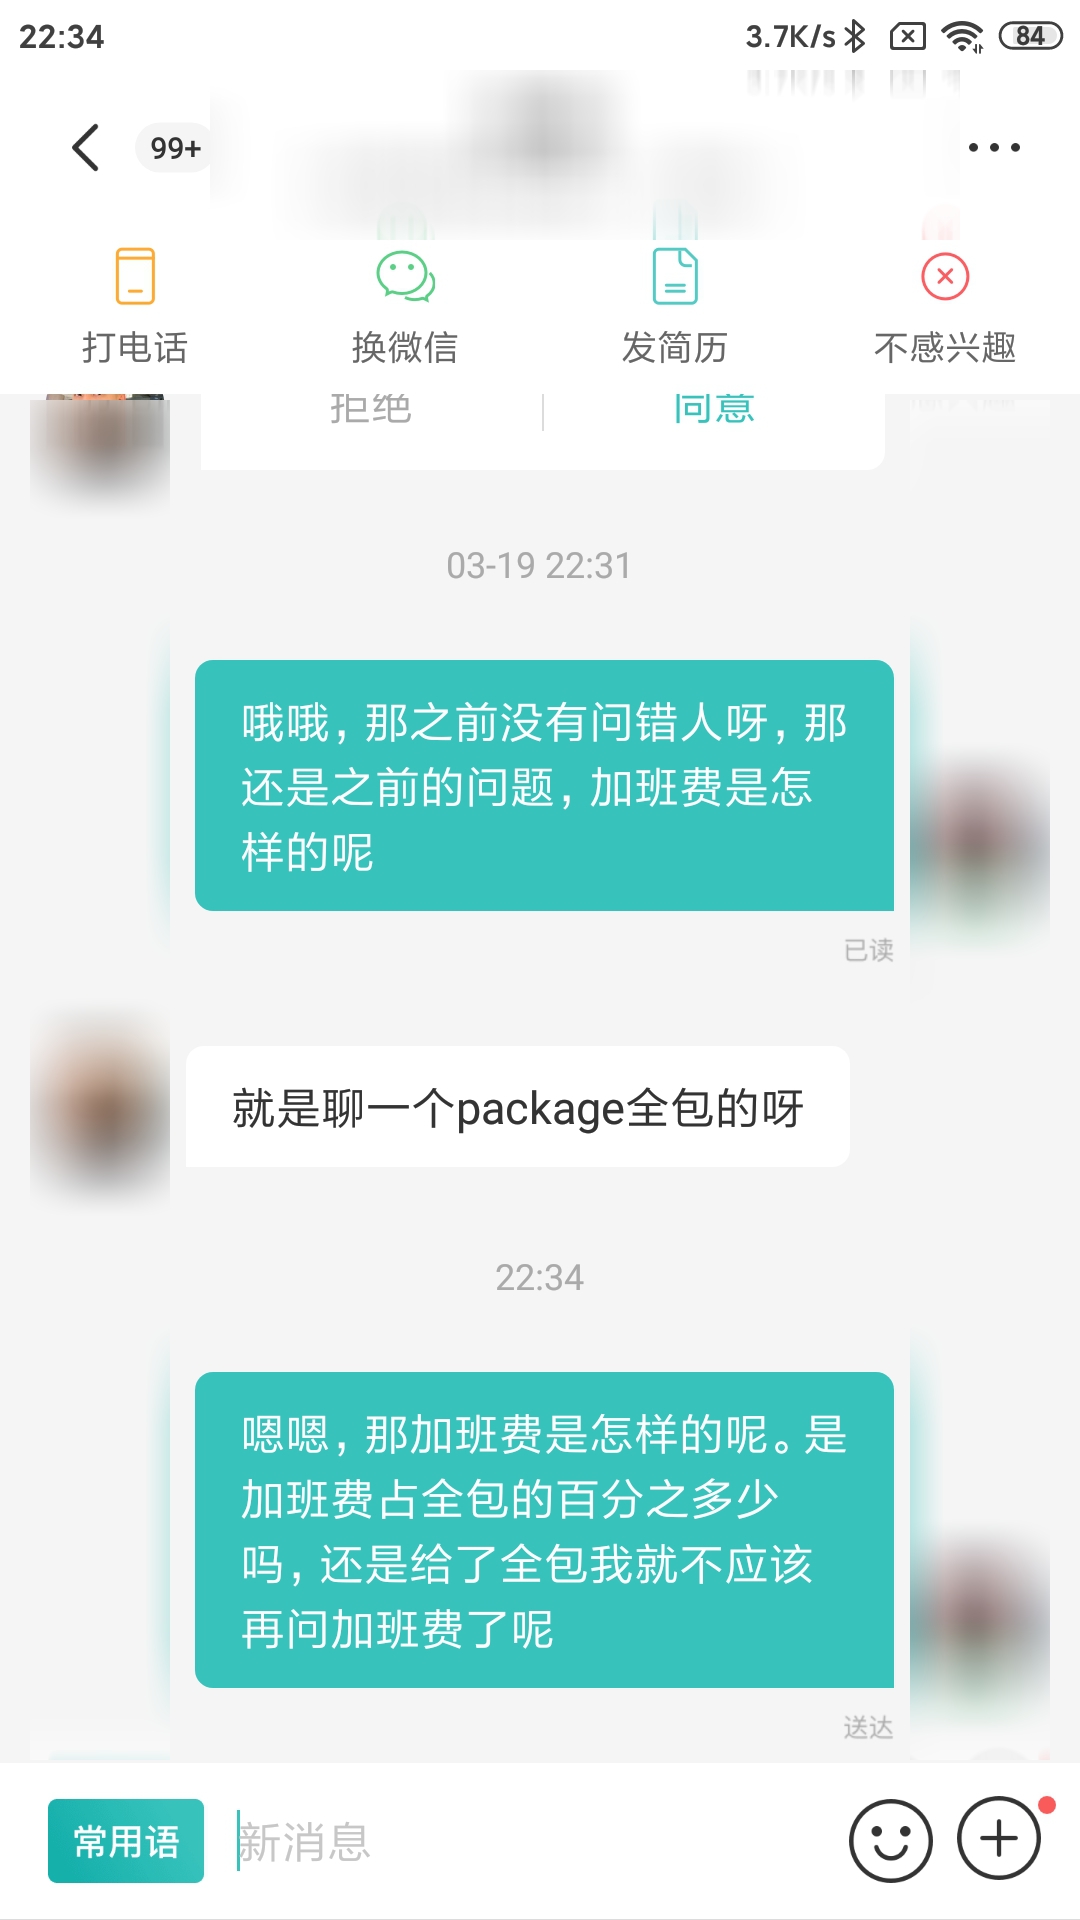 22:34 3.7K/s 84
99+
打电话 换微信 发简历 不感兴趣
拒绝 同意
03-19 22:31
哦哦，那之前没有问错人呀，那
还是之前的问题，加班费是怎
样的呢
已读
就是聊一个package全包的呀
22:34
嗯嗯，那加班费是怎样的呢。是
加班费占全包的百分之多少
吗，还是给了全包我就不应该
再问加班费了呢
送达
常用语 新消息